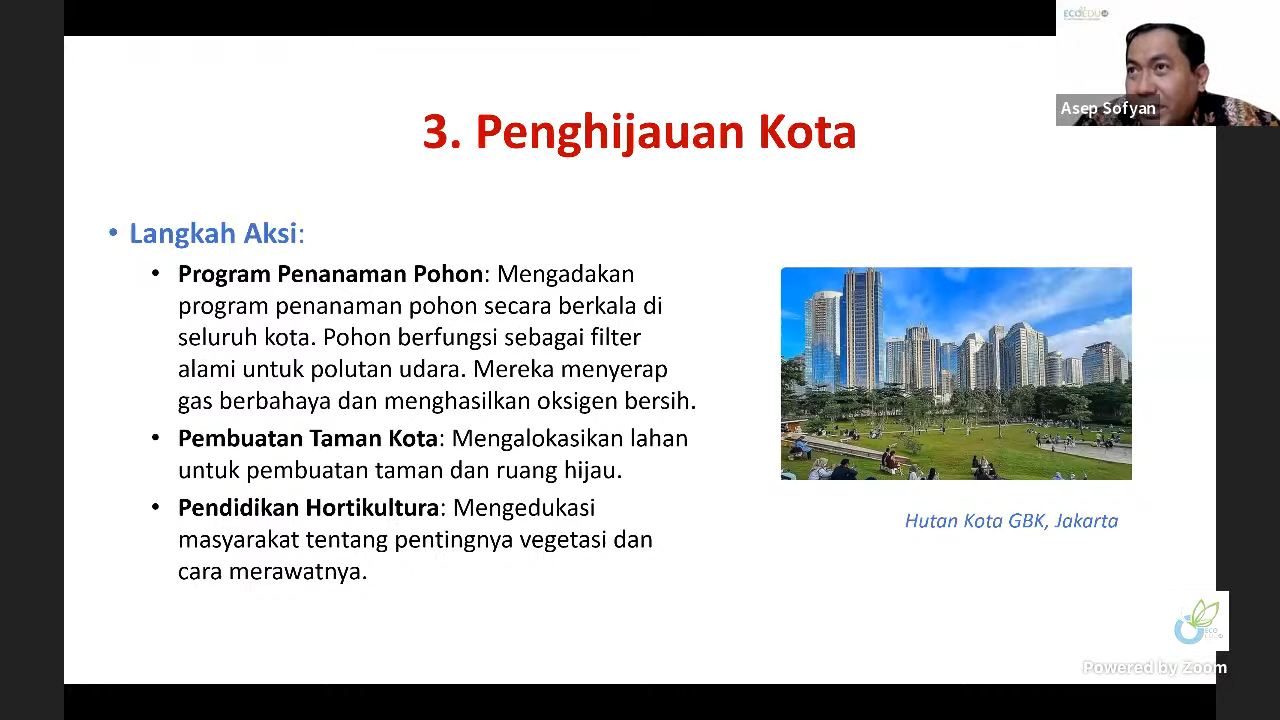 ECOEDU
Asep Sofyan
3. Penghijauan Kota
• Langkah Aksi:
• Program Penanaman Pohon: Mengadakan
program penanaman pohon secara berkala di
seluruh kota. Pohon berfungsi sebagai filter
alami untuk polutan udara. Mereka menyerap
gas berbahaya dan menghasilkan oksigen bersih.
• Pembuatan Taman Kota: Mengalokasikan lahan
untuk pembuatan taman dan ruang hijau.
• Pendidikan Hortikultura: Mengedukasi
masyarakat tentang pentingnya vegetasi dan
cara merawatnya.
Hutan Kota GBK, Jakarta
ECO
EDU
Powered by Zoom